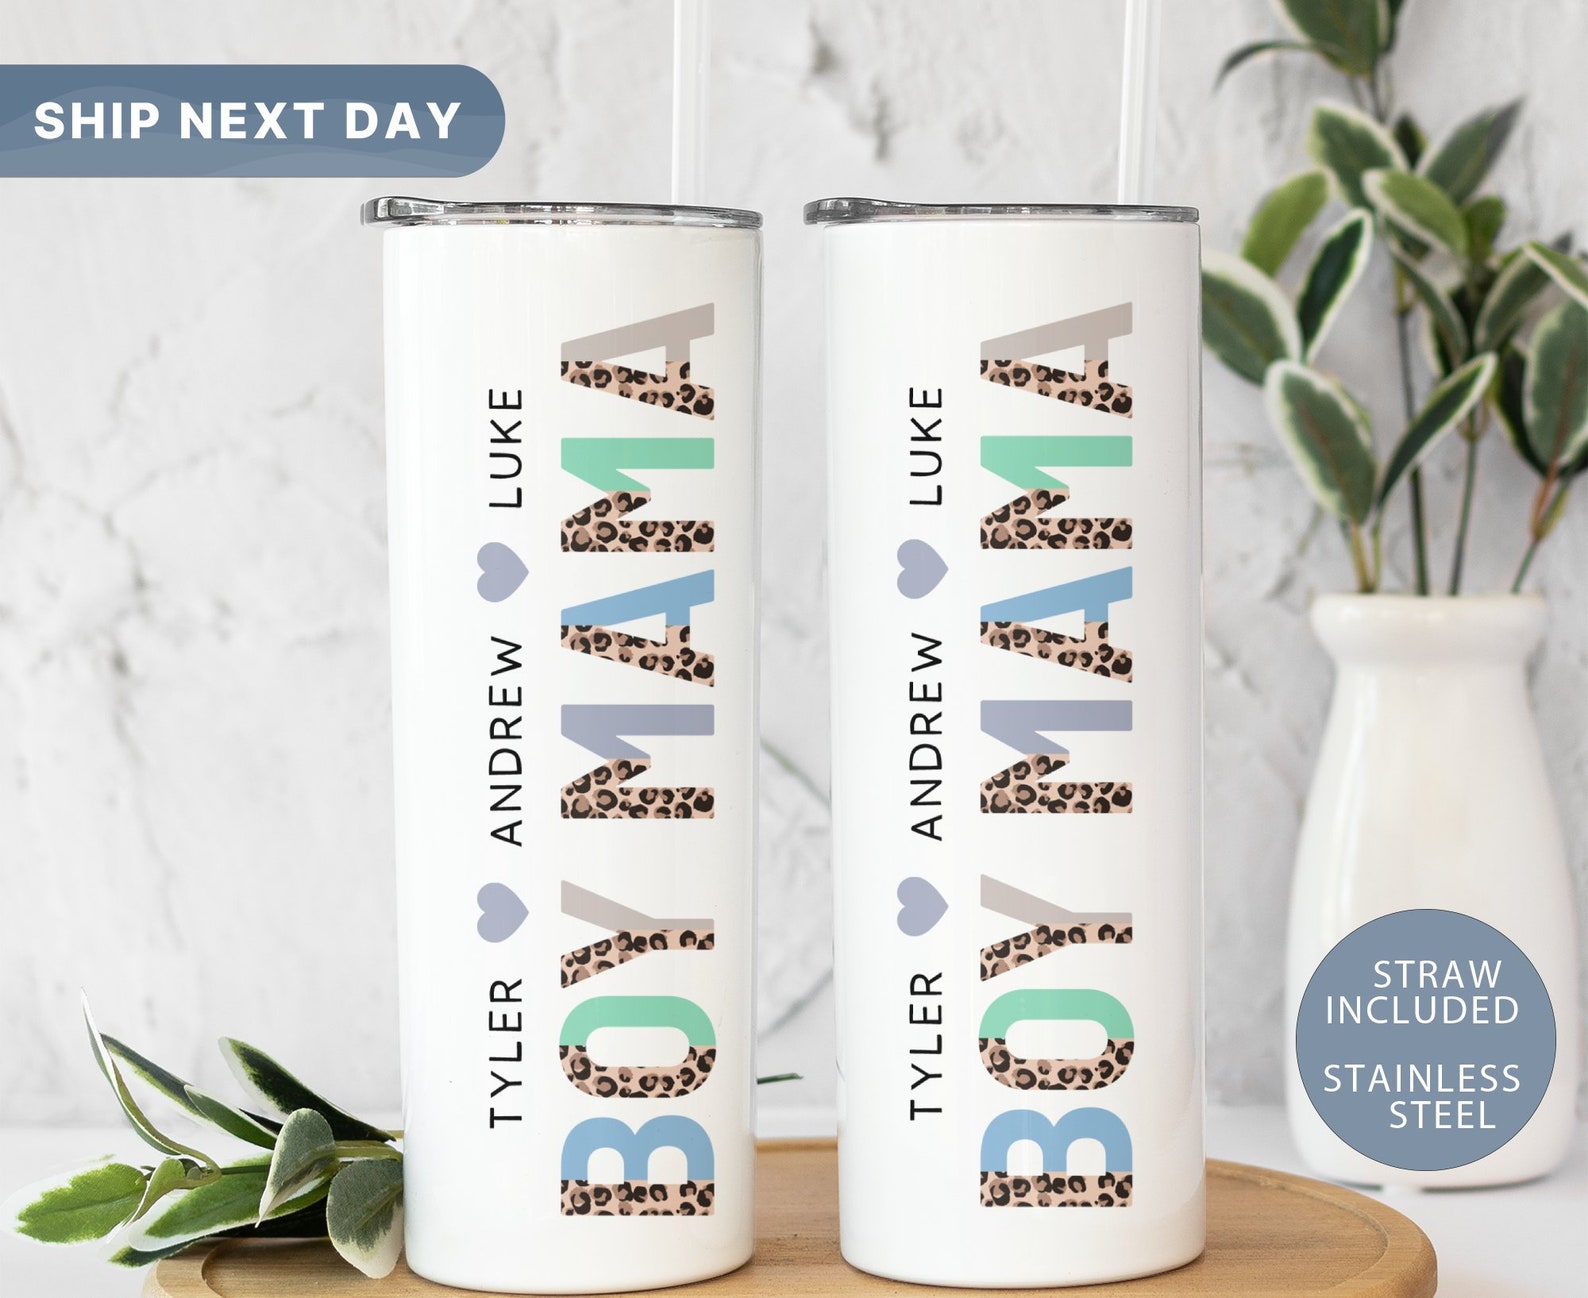 SHIP NEXT DAY
TYLER ANDREW LUKE
BOY MAMA
TYLER ANDREW LUKE
BOY MAMA
STRAW
INCLUDED
STAINLESS
STEEL